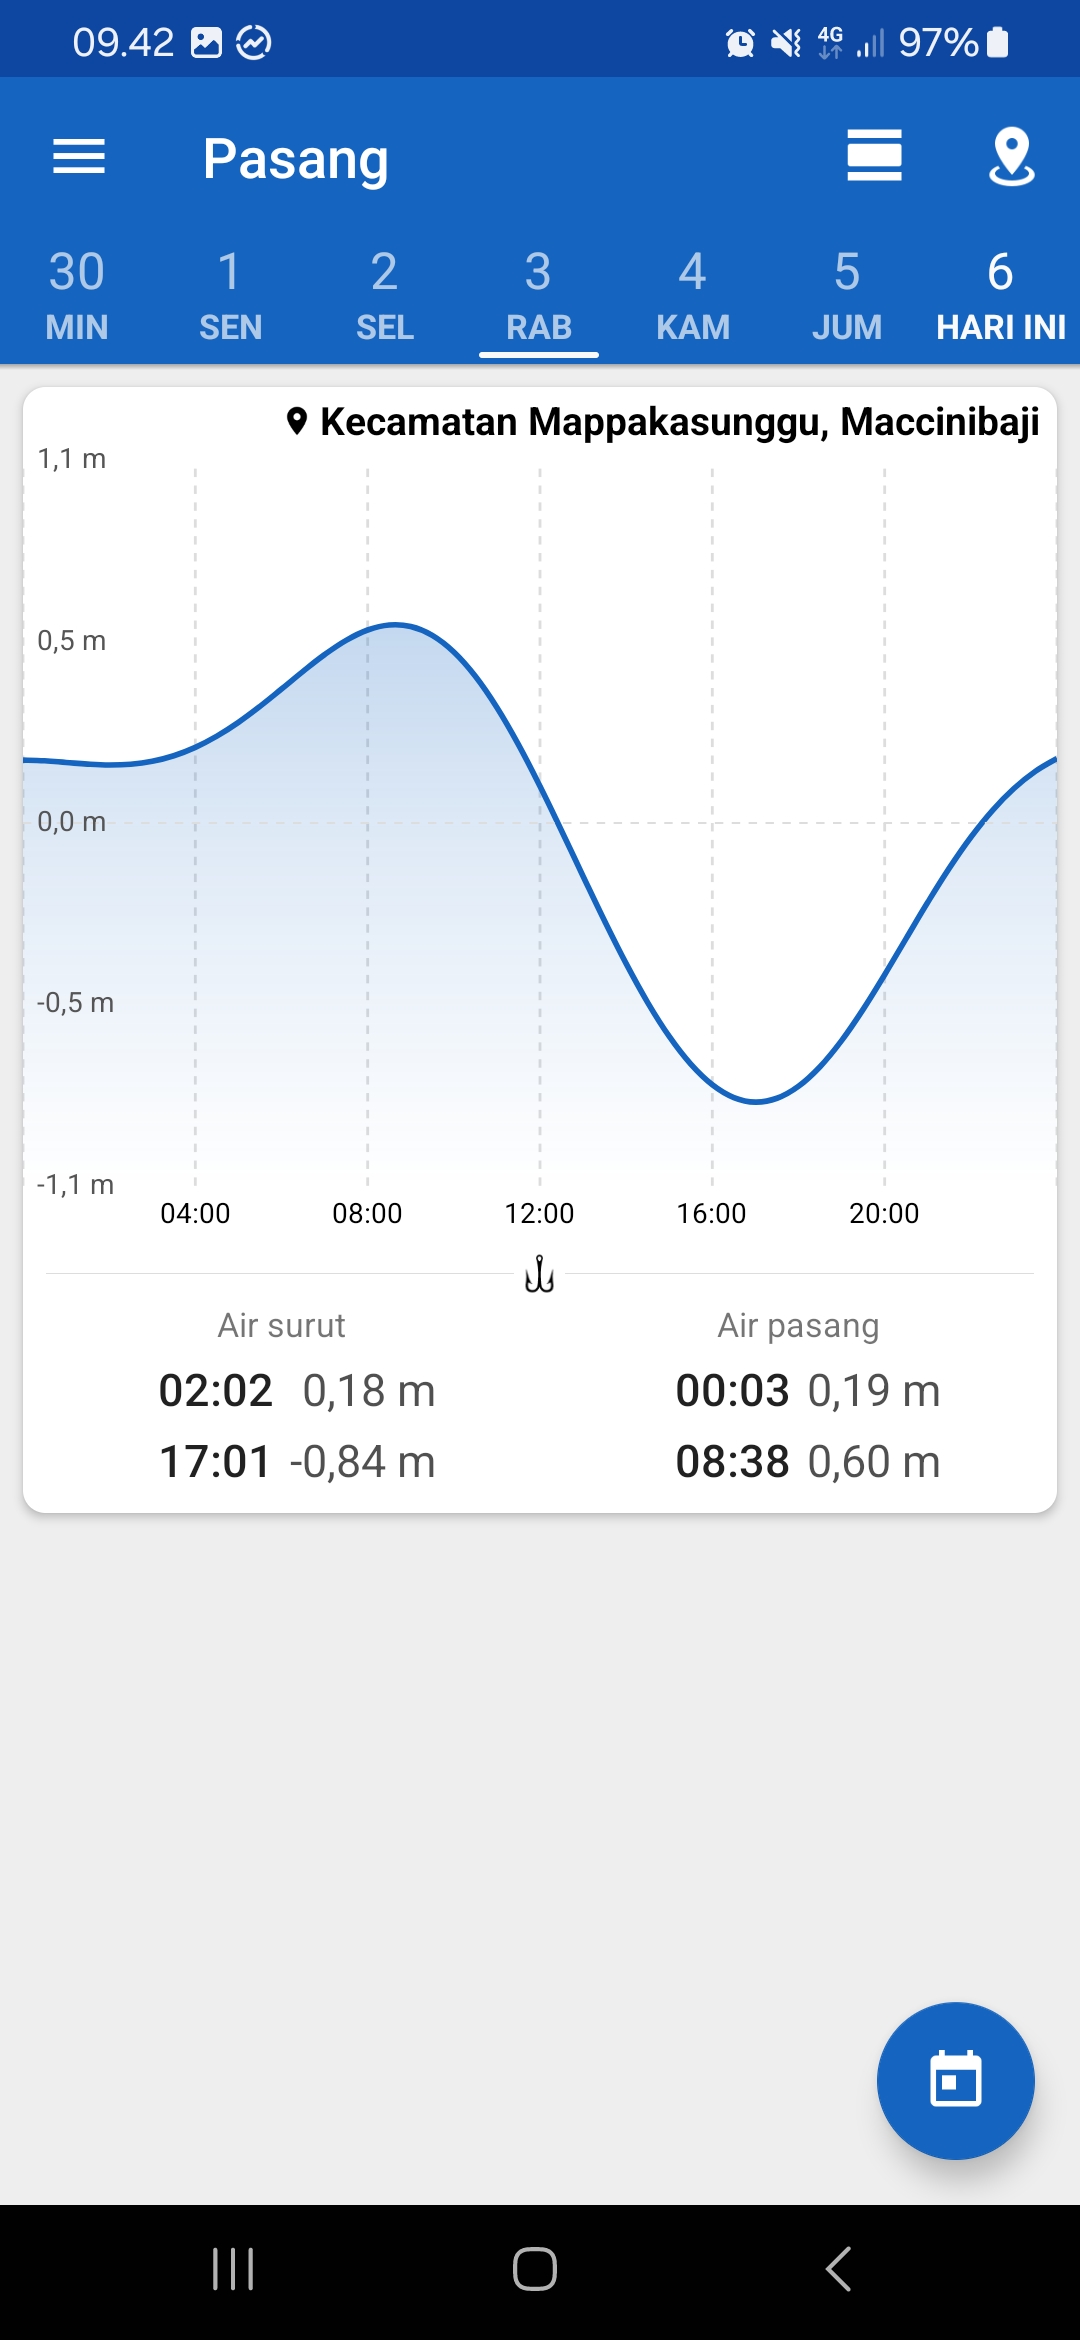 09.42 4G 97%
Pasang
30 1 2 3 4 5 6
MIN SEN SEL RAB KAM JUM HARI INI
Kecamatan Mappakasunggu, Maccinibaji
1,1 m
0,5 m
0,0 m
-0,5 m
-1,1 m
04:00 08:00 12:00 16:00 20:00
Air surut Air pasang
02:02 0,18 m 00:03 0,19 m
17:01 -0,84 m 08:38 0,60 m